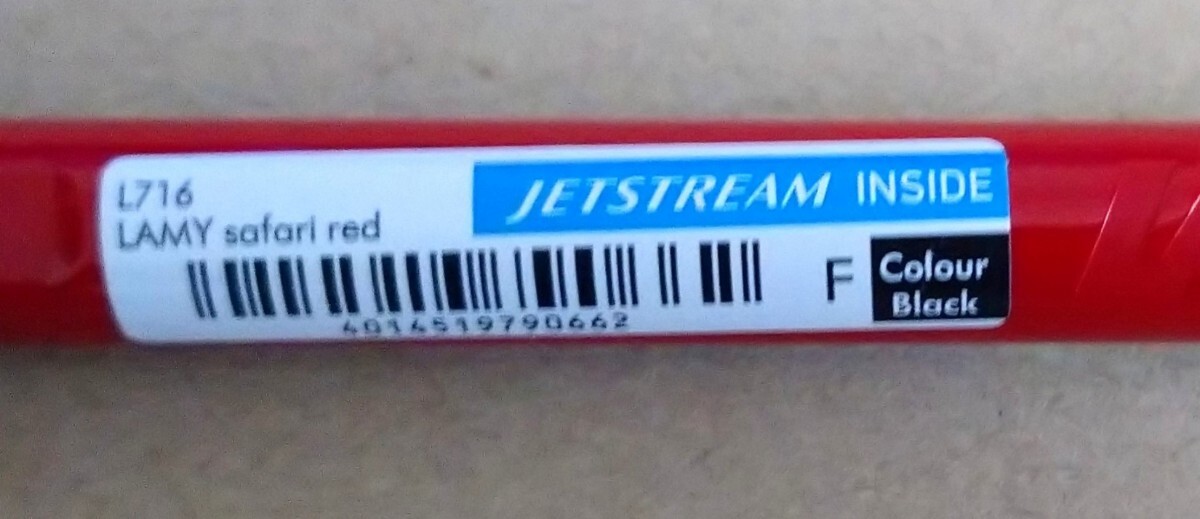 L716
LAMY safari red
JETSTREAM INSIDE
F
Colour
Black
4014519790662